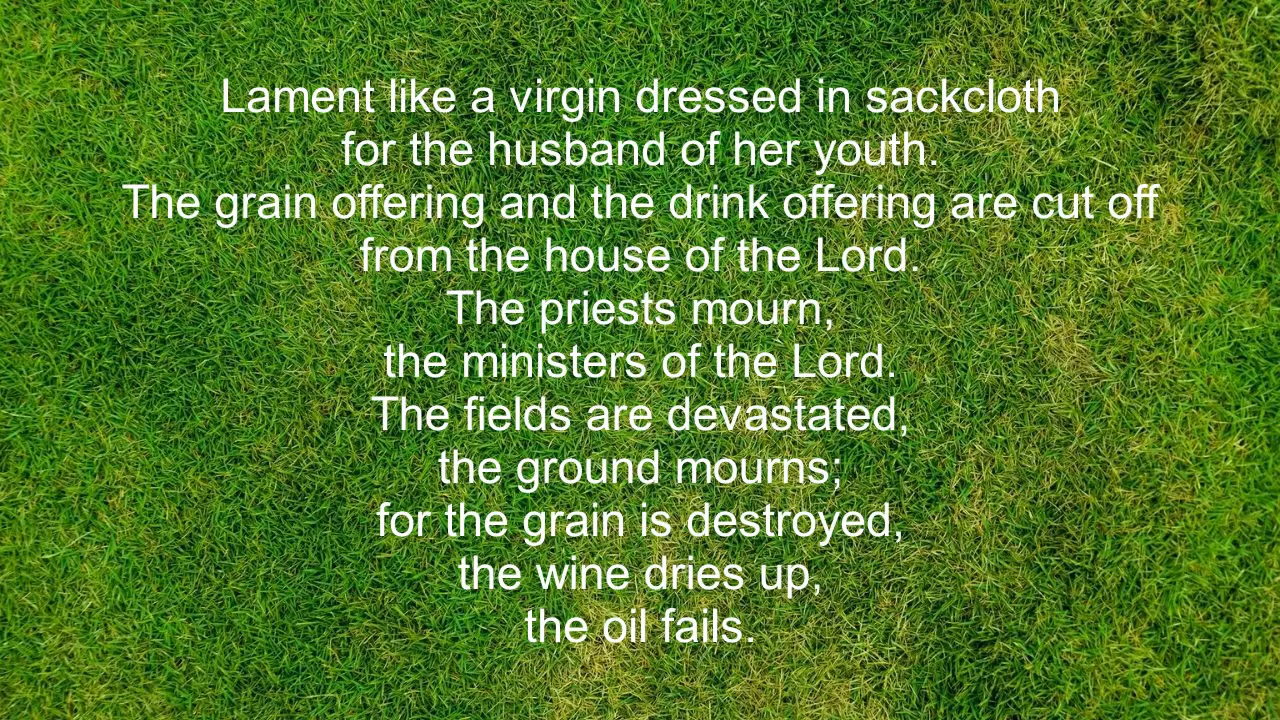 Lament like a virgin dressed in sackcloth
for the husband of her youth.
The grain offering and the drink offering are cut off
from the house of the Lord.
The priests mourn,
the ministers of the Lord.
The fields are devastated,
the ground mourns;
for the grain is destroyed,
the wine dries up,
the oil fails.